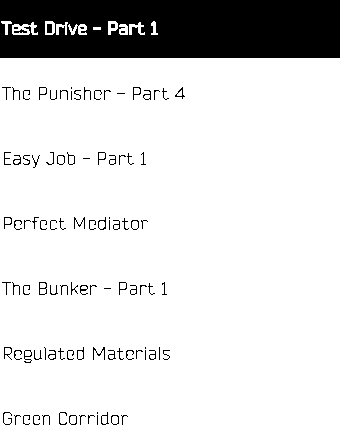 Test Drive - Part 1
The Punisher - Part 4
Easy Job - Part 1
Perfect Mediator
The Bunker - Part 1
Regulated Materials
Green Corridor